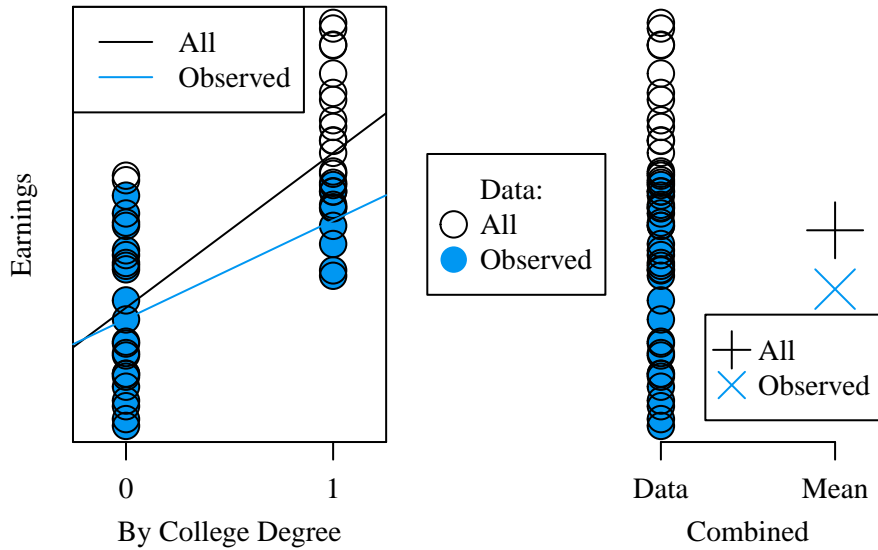 All
Observed
Earnings
0
1
By College Degree
Data:
All
Observed
All
Observed
Data
Mean
Combined